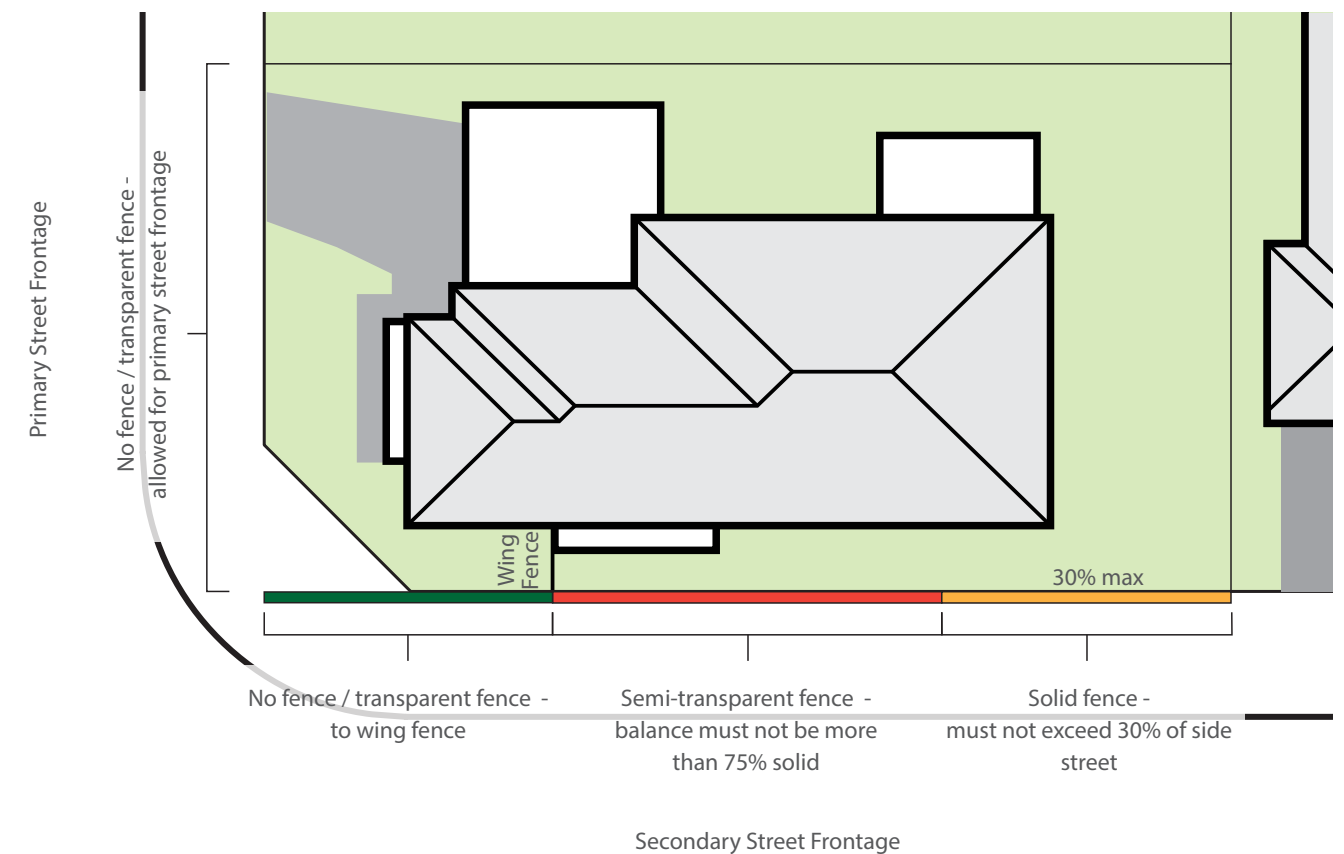 Primary Street Frontage
No fence / transparent fence -
allowed for primary street frontage
Wing
Fence
30% max
No fence / transparent fence -
to wing fence
Semi-transparent fence -
balance must not be more
than 75% solid
Solid fence -
must not exceed 30% of side
street
Secondary Street Frontage